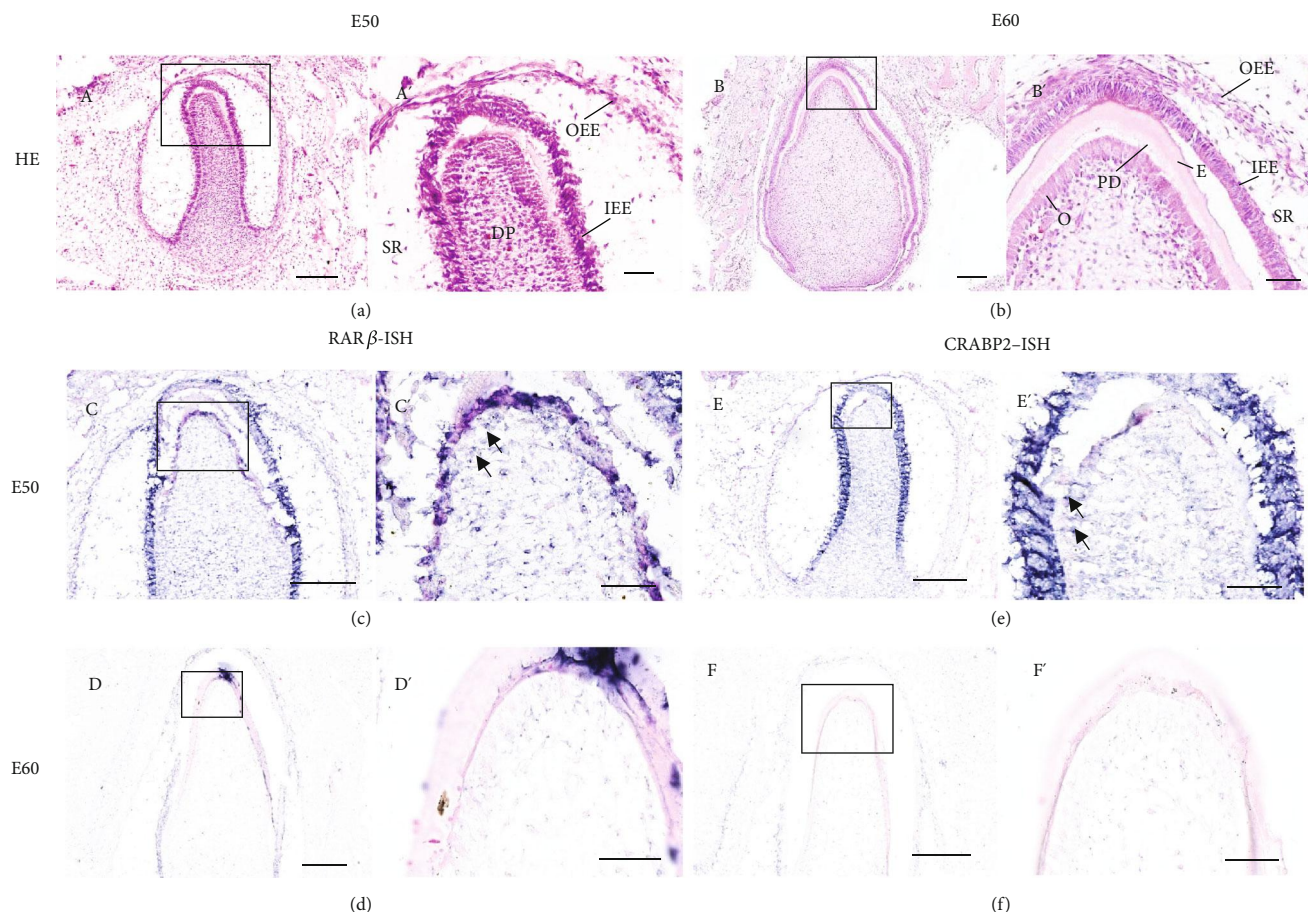 E50
E60
HE
A
A′
OEE
IEE
DP
SR
B
B′
OEE
PD
E
IEE
SR
O
(a)
(b)
RARβ-ISH
CRABP2–ISH
E50
C
C′
E
E′
(c)
(e)
E60
D
D′
F
F′
(d)
(f)